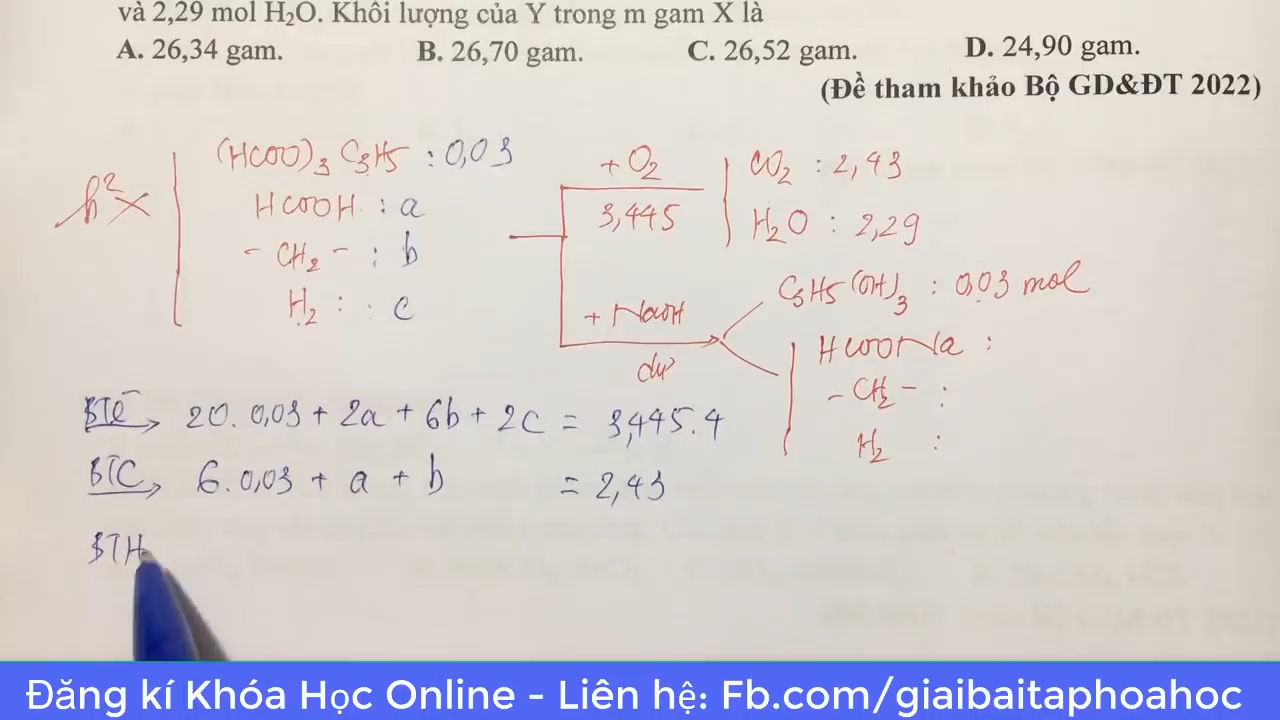 và 2,29 mol H₂O. Khối lượng của Y trong m gam X là
A. 26,34 gam. B. 26,70 gam. C. 26,52 gam. D. 24,90 gam.
(Đề tham khảo Bộ GD&ĐT 2022)
h² X
(HCOO)₃ C₃H₅ : 0,03
HCOOH : a
- CH₂ - : b
H₂ : c
+ O₂
3,445
CO₂ : 2,43
H₂O : 2,29
+ NaOH
dư
C₃H₅(OH)₃ : 0,03 mol
HCOONa :
- CH₂ - :
H₂ :
BTE 20. 0,03 + 2a + 6b + 2c = 3,445.4
BTC 6. 0,03 + a + b = 2,43
BTH
Đăng kí Khóa Học Online - Liên hệ: Fb.com/giaibaitaphoahoc